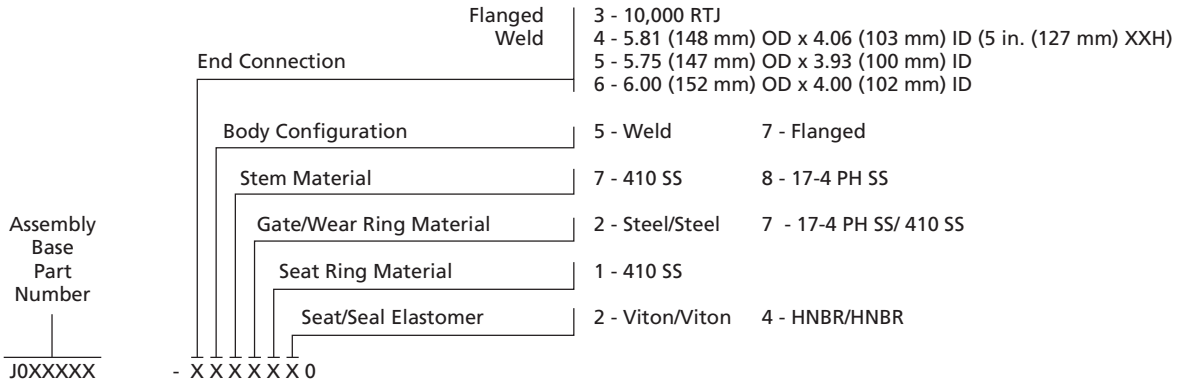 Flanged 3 - 10,000 RTJ
Weld 4 - 5.81 (148 mm) OD x 4.06 (103 mm) ID (5 in. (127 mm) XXH)
End Connection 5 - 5.75 (147 mm) OD x 3.93 (100 mm) ID
6 - 6.00 (152 mm) OD x 4.00 (102 mm) ID
Body Configuration 5 - Weld 7 - Flanged
Stem Material 7 - 410 SS 8 - 17-4 PH SS
Gate/Wear Ring Material 2 - Steel/Steel 7 - 17-4 PH SS/ 410 SS
Seat Ring Material 1 - 410 SS
Seat/Seal Elastomer 2 - Viton/Viton 4 - HNBR/HNBR
Assembly
Base
Part
Number
J0XXXXX - X X X X X X 0